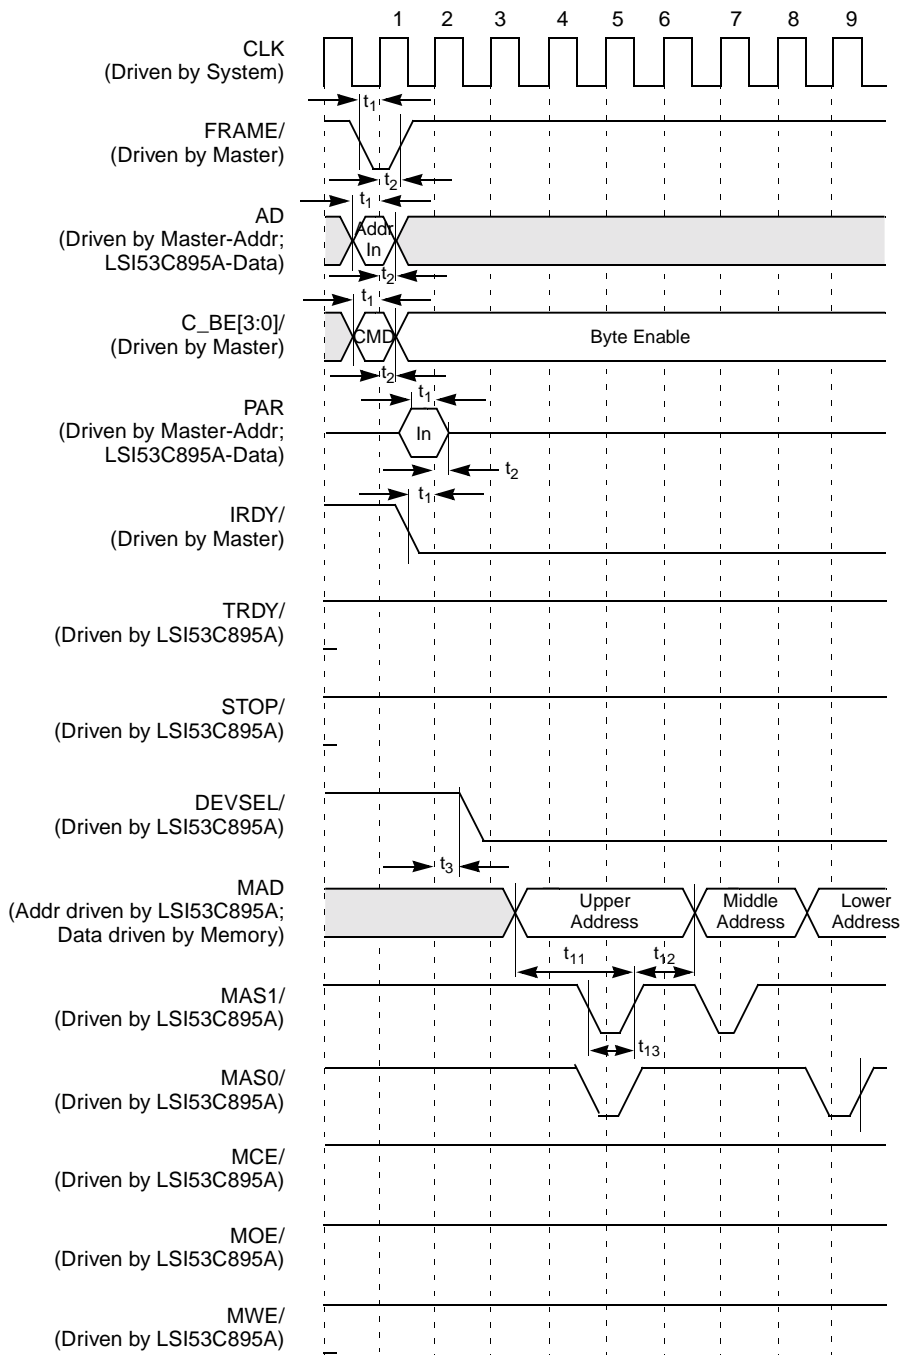 1 2 3 4 5 6 7 8 9
CLK
(Driven by System)
t1
FRAME/
(Driven by Master)
t2
t1
AD
(Driven by Master-Addr;
LSI53C895A-Data)
Addr
In
t2
t1
C_BE[3:0]/
(Driven by Master)
CMD
Byte Enable
t2
t1
PAR
(Driven by Master-Addr;
LSI53C895A-Data)
In
t2
t1
IRDY/
(Driven by Master)
TRDY/
(Driven by LSI53C895A)
STOP/
(Driven by LSI53C895A)
DEVSEL/
(Driven by LSI53C895A)
t3
MAD
(Addr driven by LSI53C895A;
Data driven by Memory)
Upper
Address
Middle
Address
Lower
Address
t11
t12
MAS1/
(Driven by LSI53C895A)
t13
MAS0/
(Driven by LSI53C895A)
MCE/
(Driven by LSI53C895A)
MOE/
(Driven by LSI53C895A)
MWE/
(Driven by LSI53C895A)